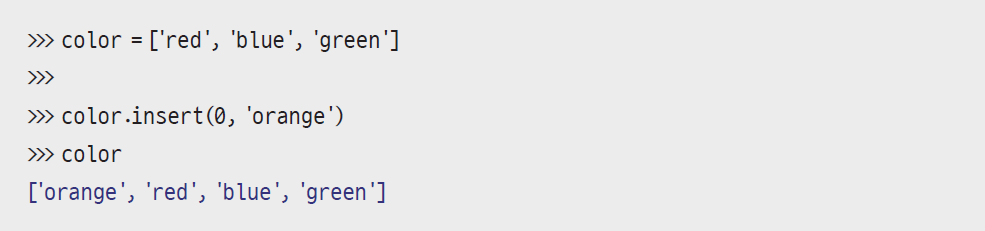 >>> color = ['red', 'blue', 'green']
>>>
>>> color.insert(0, 'orange')
>>> color
['orange', 'red', 'blue', 'green']